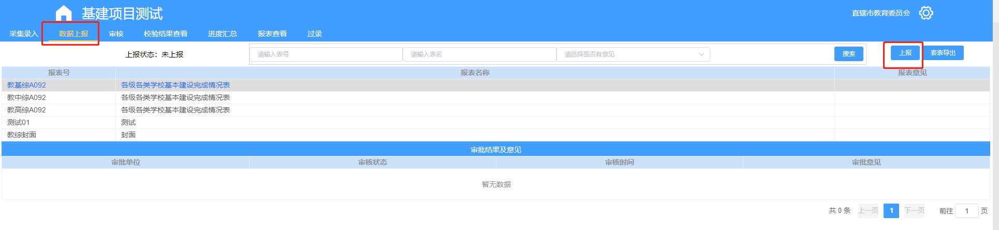 基建项目测试 直辖市教育委员会
采集录入 数据上报 审核 校验结果查看 进度汇总 报表查看 过录
上报状态：未上报 请输入表号 请输入表名 请选择是否有意见 搜索 上报 套表导出
报表号 报表名称 报表意见
教基综A092 各级各类学校基本建设完成情况表
教中综A092 各级各类学校基本建设完成情况表
教高综A092 各级各类学校基本建设完成情况表
测试01 测试
教综封面 封面
审批结果及意见
审批单位 审核状态 审核时间 审批意见
暂无数据
共 0 条 上一页 1 下一页 前往 1 页